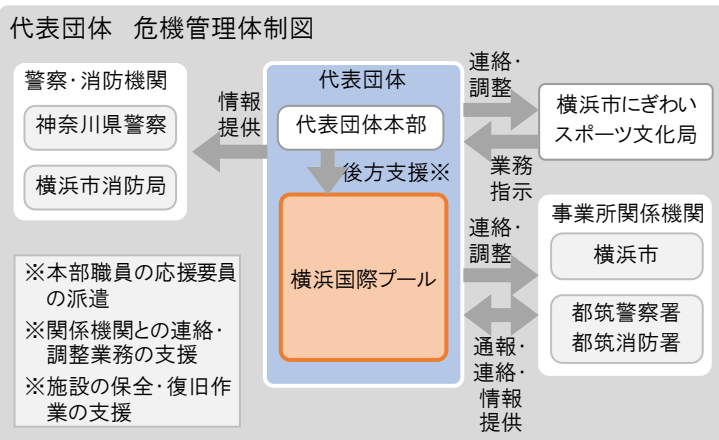 代表団体　危機管理体制図
警察・消防機関
神奈川県警察
横浜市消防局
情報
提供
代表団体
代表団体本部
後方支援※
横浜国際プール
連絡・
調整
業務
指示
横浜市にぎわい
スポーツ文化局
連絡・
調整
通報・
連絡・
情報
提供
事業所関係機関
横浜市
都筑警察署
都筑消防署
※本部職員の応援要員
の派遣
※関係機関との連絡・
調整業務の支援
※施設の保全・復旧作
業の支援